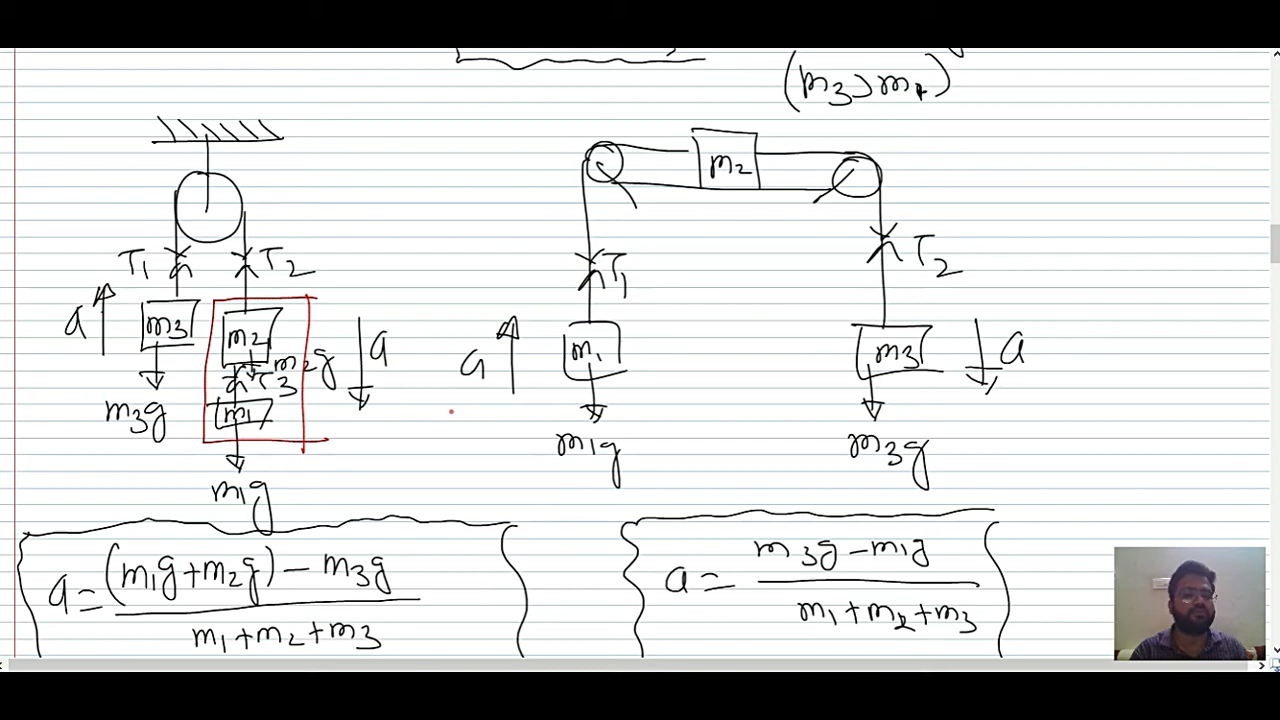 (m3 > m1)
m2
T1 T2
T1 T2
a m3 m2 m2g a
T3
m1
m3g
m1g
a m1 m3 a
m1g m3g
a = (m1g + m2g) - m3g
m1 + m2 + m3
a = m3g - m1g
m1 + m2 + m3